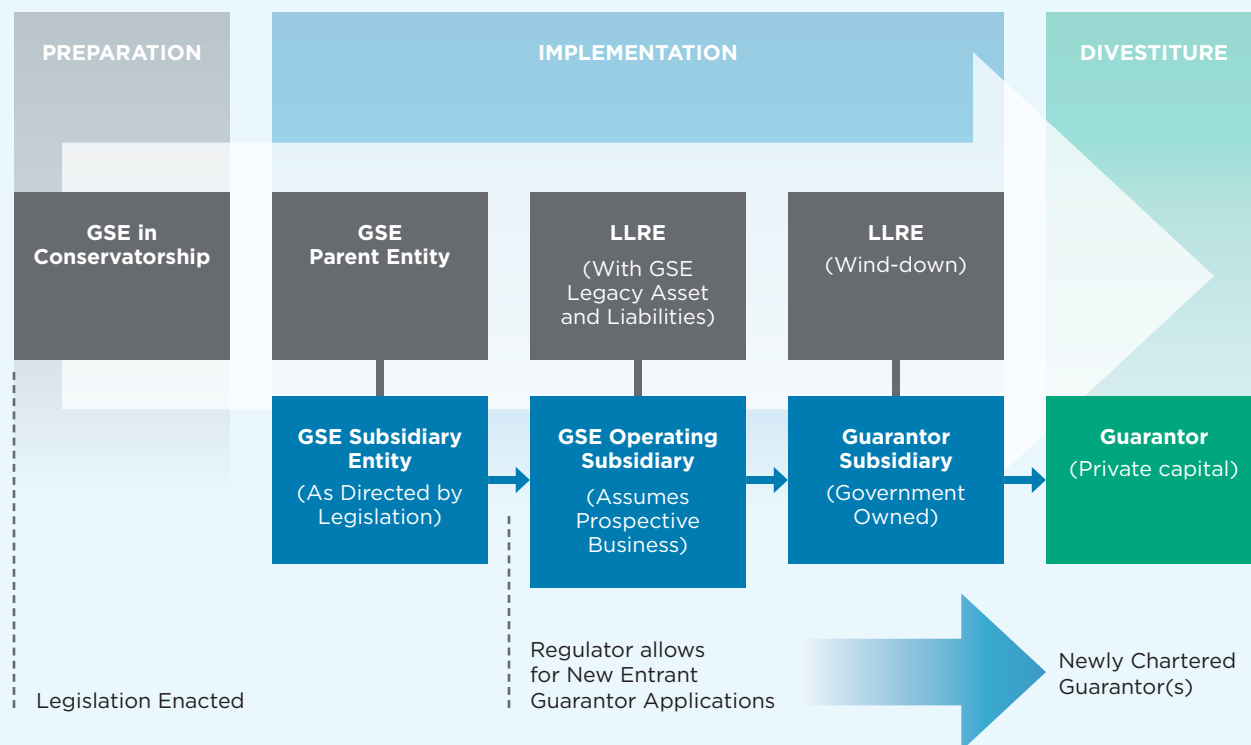 PREPARATION
IMPLEMENTATION
DIVESTITURE
GSE in
Conservatorship
GSE
Parent Entity
LLRE
(With GSE
Legacy Asset
and Liabilities)
LLRE
(Wind-down)
GSE Subsidiary
Entity
(As Directed by
Legislation)
GSE Operating
Subsidiary
(Assumes
Prospective
Business)
Guarantor
Subsidiary
(Government
Owned)
Guarantor
(Private capital)
Legislation Enacted
Regulator allows
for New Entrant
Guarantor Applications
Newly Chartered
Guarantor(s)